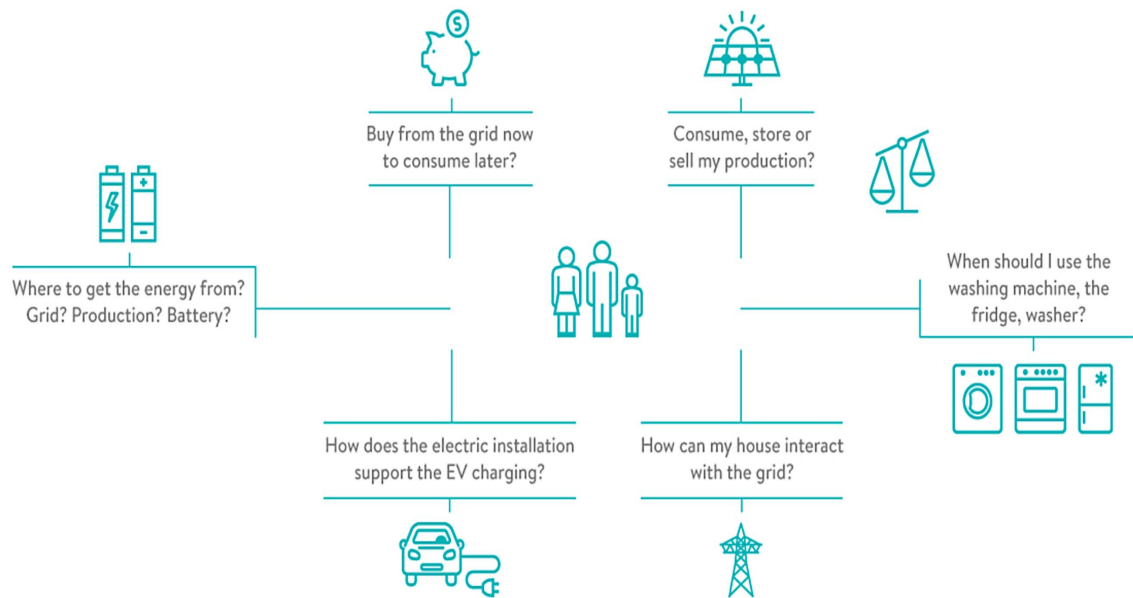 S
Buy from the grid now
to consume later?
Consume, store or
sell my production?
Where to get the energy from?
Grid? Production? Battery?
When should I use the
washing machine, the
fridge, washer?
How does the electric installation
support the EV charging?
How can my house interact
with the grid?